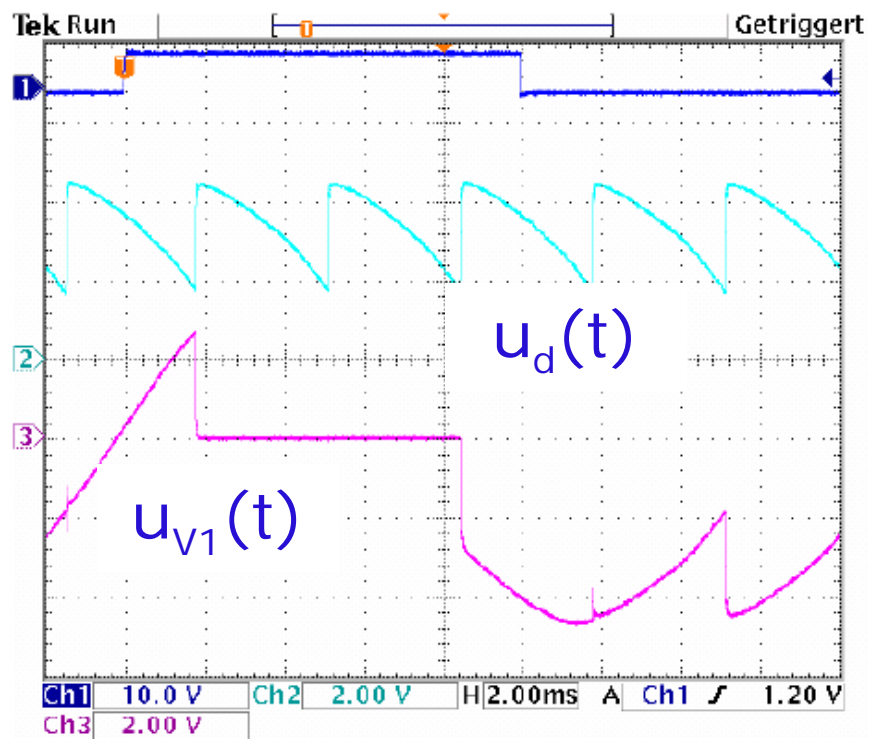 Tek Run Getriggert
1
2
u_d(t)
3
u_V1(t)
Ch1 10.0 V Ch2 2.00 V H 2.00ms A Ch1 ƒ 1.20 V
Ch3 2.00 V